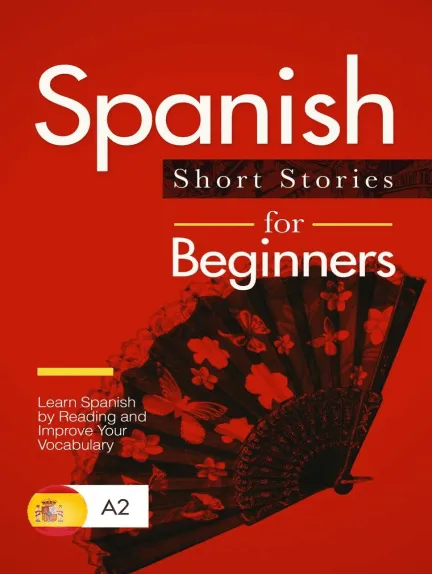 Spanish
Short Stories
for
Beginners
Learn Spanish
by Reading and
Improve Your
Vocabulary
A2